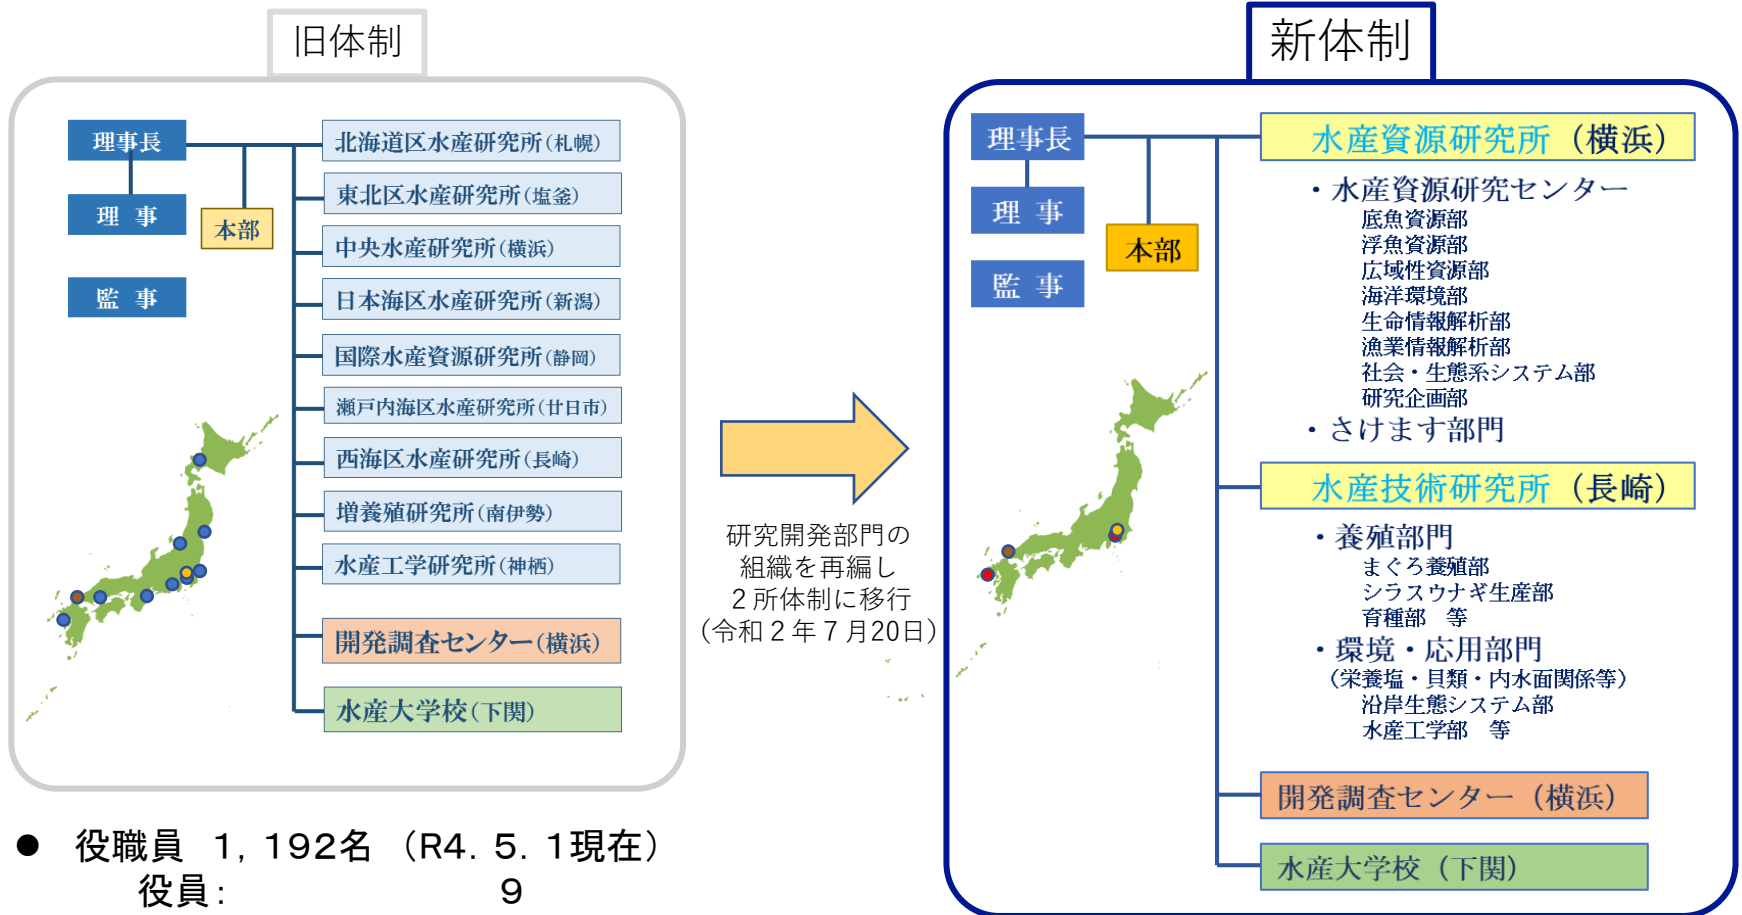 旧体制
理事長
理 事
監 事
本部
北海道区水産研究所(札幌)
東北区水産研究所(塩釜)
中央水産研究所(横浜)
日本海区水産研究所(新潟)
国際水産資源研究所(静岡)
瀬戸内海区水産研究所(廿日市)
西海区水産研究所(長崎)
増養殖研究所(南伊勢)
水産工学研究所(神栖)
開発調査センター(横浜)
水産大学校(下関)
研究開発部門の
組織を再編し
2所体制に移行
(令和2年7月20日)
新体制
理事長
理 事
監 事
本部
水産資源研究所(横浜)
・水産資源研究センター
底魚資源部
浮魚資源部
広域性資源部
海洋環境部
生命情報解析部
漁業情報解析部
社会・生態系システム部
研究企画部
・さけます部門
水産技術研究所(長崎)
・養殖部門
まぐろ養殖部
シラスウナギ生産部
育種部 等
・環境・応用部門
(栄養塩・貝類・内水面関係等)
沿岸生態システム部
水産工学部 等
開発調査センター(横浜)
水産大学校(下関)
● 役職員 1,192名 (R4.5.1現在)
役員: 9